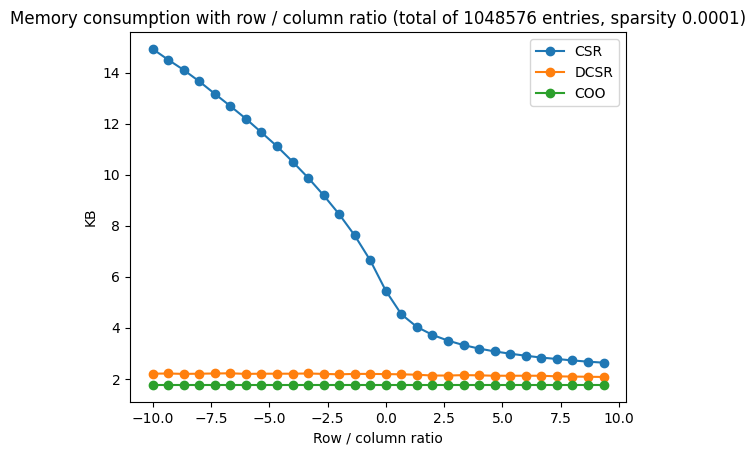 Memory consumption with row / column ratio (total of 1048576 entries, sparsity 0.0001)
CSR
DCSR
COO
14
12
10
8
6
4
2
KB
−10.0
−7.5
−5.0
−2.5
0.0
2.5
5.0
7.5
10.0
Row / column ratio